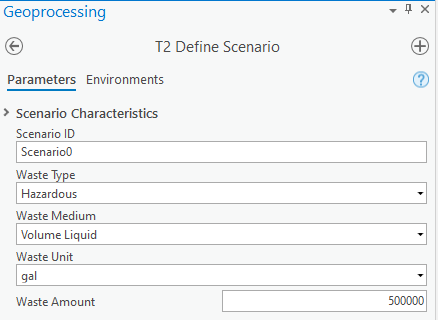 Geoprocessing
T2 Define Scenario
Parameters Environments
Scenario Characteristics
Scenario ID
Scenario0
Waste Type
Hazardous
Waste Medium
Volume Liquid
Waste Unit
gal
Waste Amount 500000